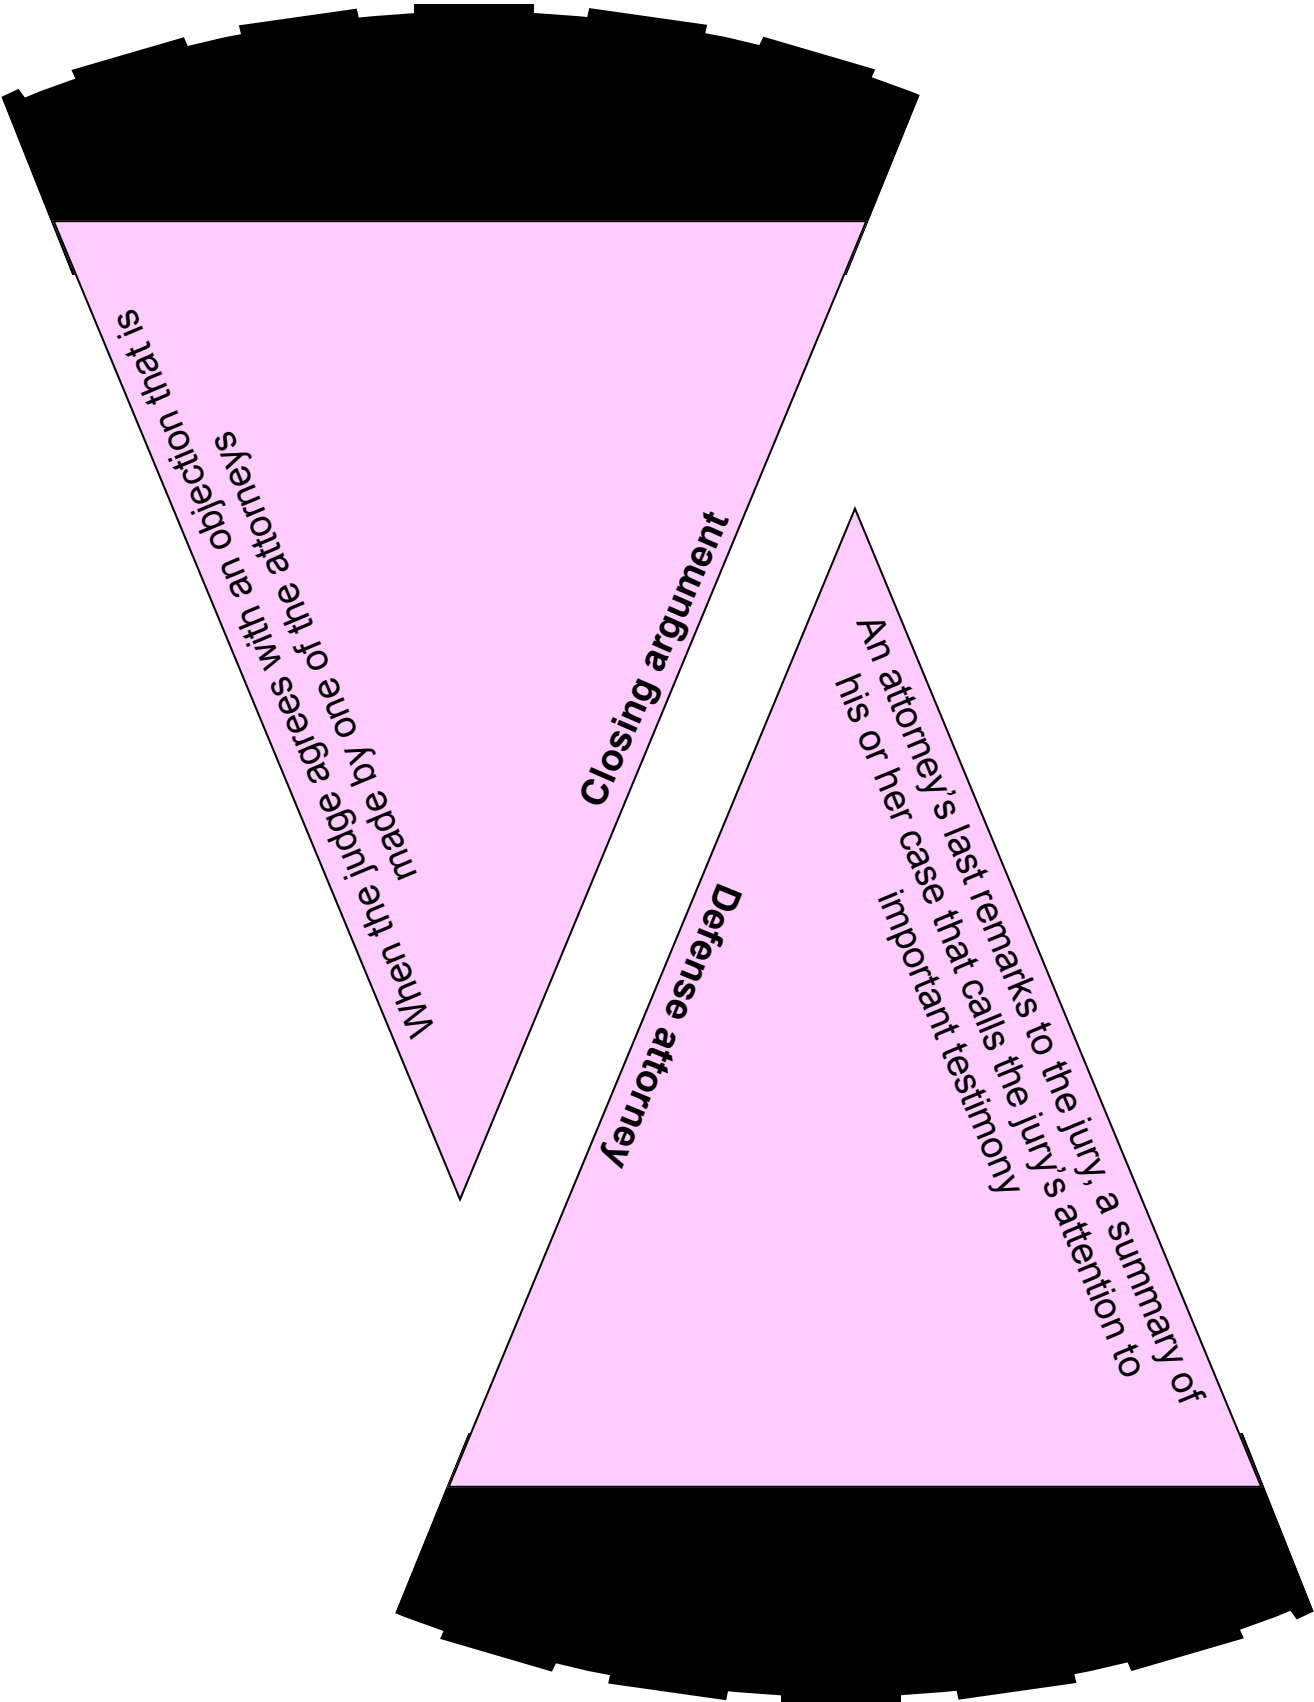 When the judge agrees with an objection that is
made by one of the attorneys
Closing argument
An attorney’s last remarks to the jury, a summary of
his or her case that calls the jury’s attention to
important testimony
Defense attorney